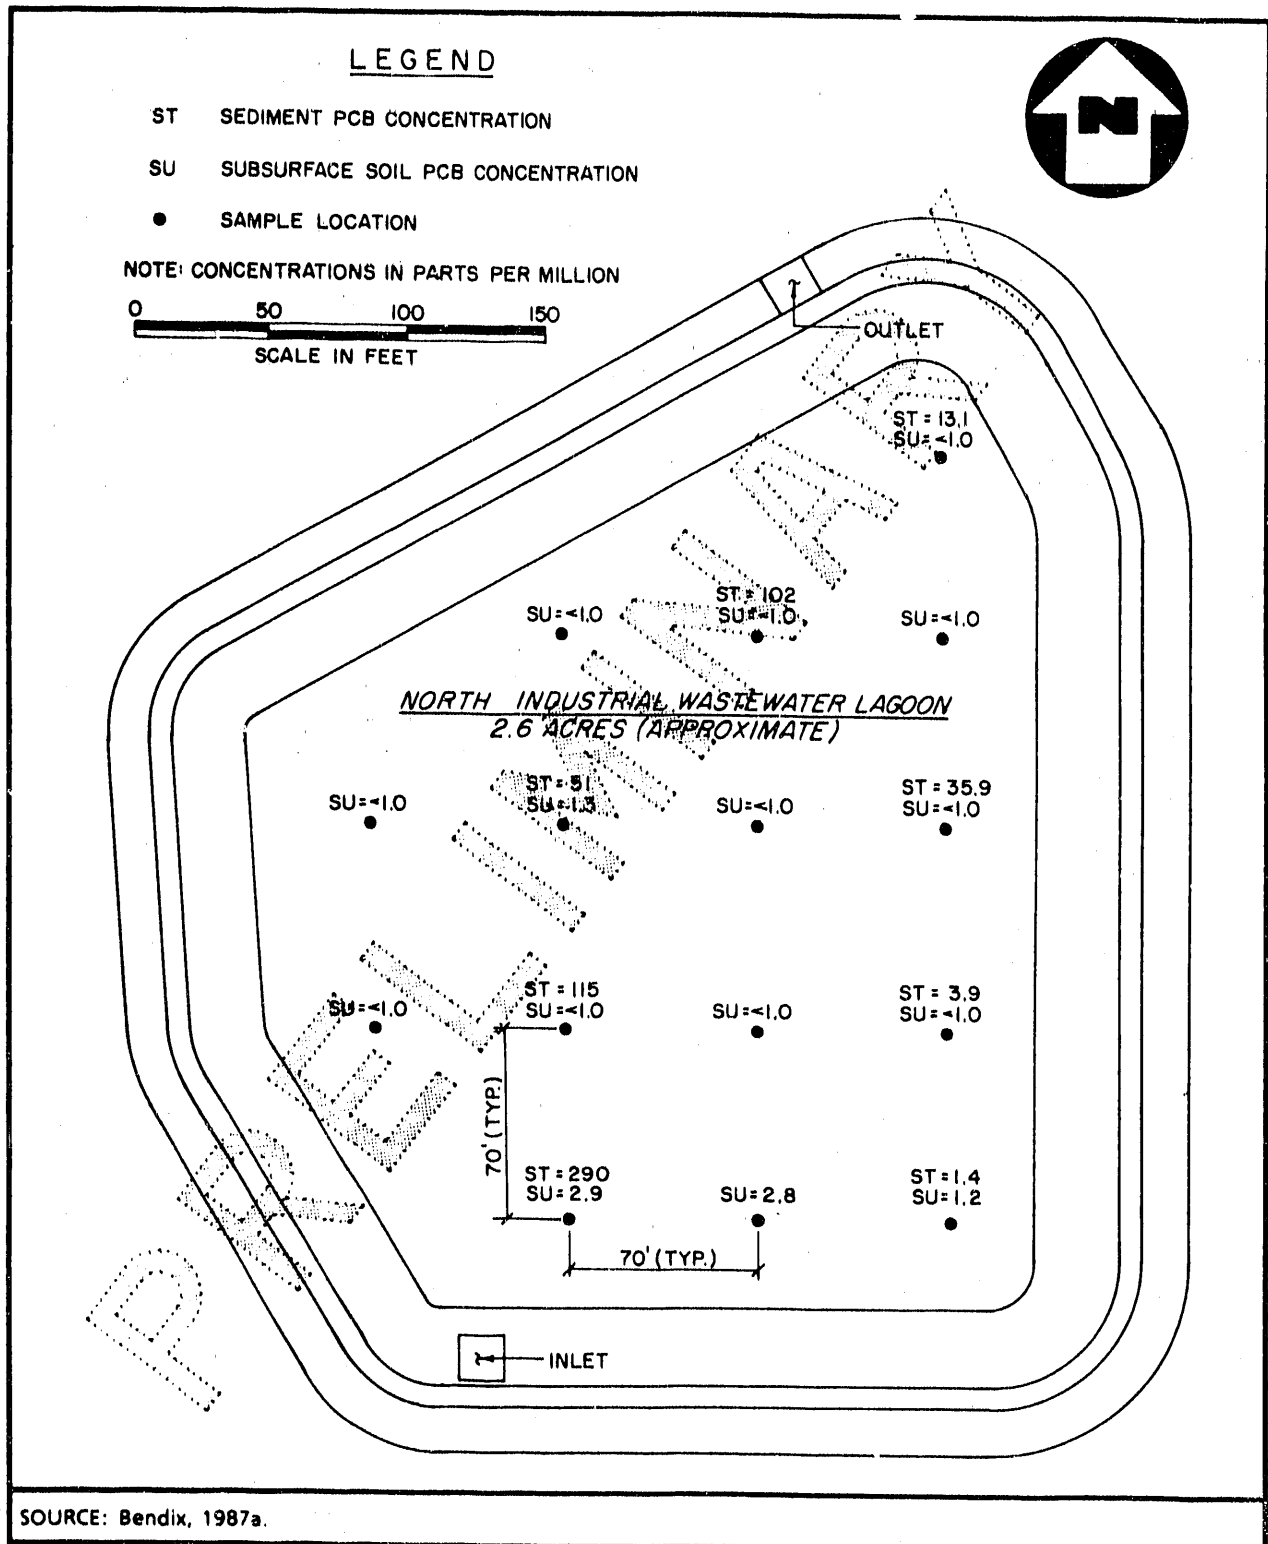 LEGEND
N
ST SEDIMENT PCB CONCENTRATION
SU SUBSURFACE SOIL PCB CONCENTRATION
● SAMPLE LOCATION
NOTE: CONCENTRATIONS IN PARTS PER MILLION
0 50 100 150
SCALE IN FEET
OUTLET
ST = 13.1
SU = <1.0
ST = 102
SU = <1.0 SU = <1.0 SU = <1.0
NORTH INDUSTRIAL WASTEWATER LAGOON
2.6 ACRES (APPROXIMATE)
ST = 51 ST = 35.9
SU = <1.0 SU = 1.3 SU = <1.0 SU = <1.0
ST = 115 ST = 3.9
SU = <1.0 SU = <1.0 SU = <1.0 SU = <1.0
70' (TYP.)
ST = 290 ST = 1.4
SU = 2.9 SU = 2.8 SU = 1.2
70' (TYP.)
INLET
PRELIMINARY
SOURCE: Bendix, 1987a.